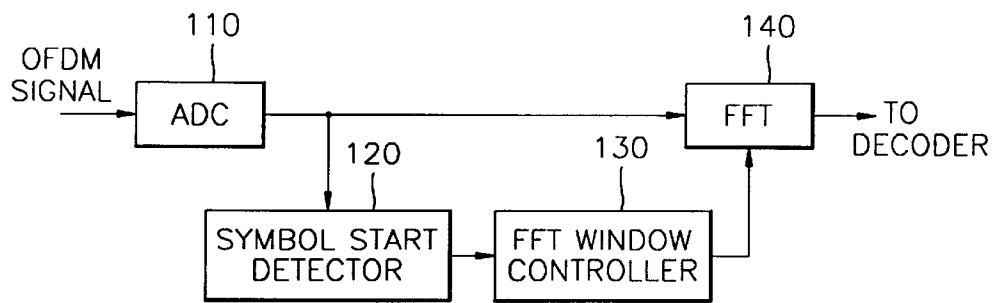 110
140
OFDM
SIGNAL
ADC
FFT
TO
DECODER
120
130
SYMBOL START
DETECTOR
FFT WINDOW
CONTROLLER